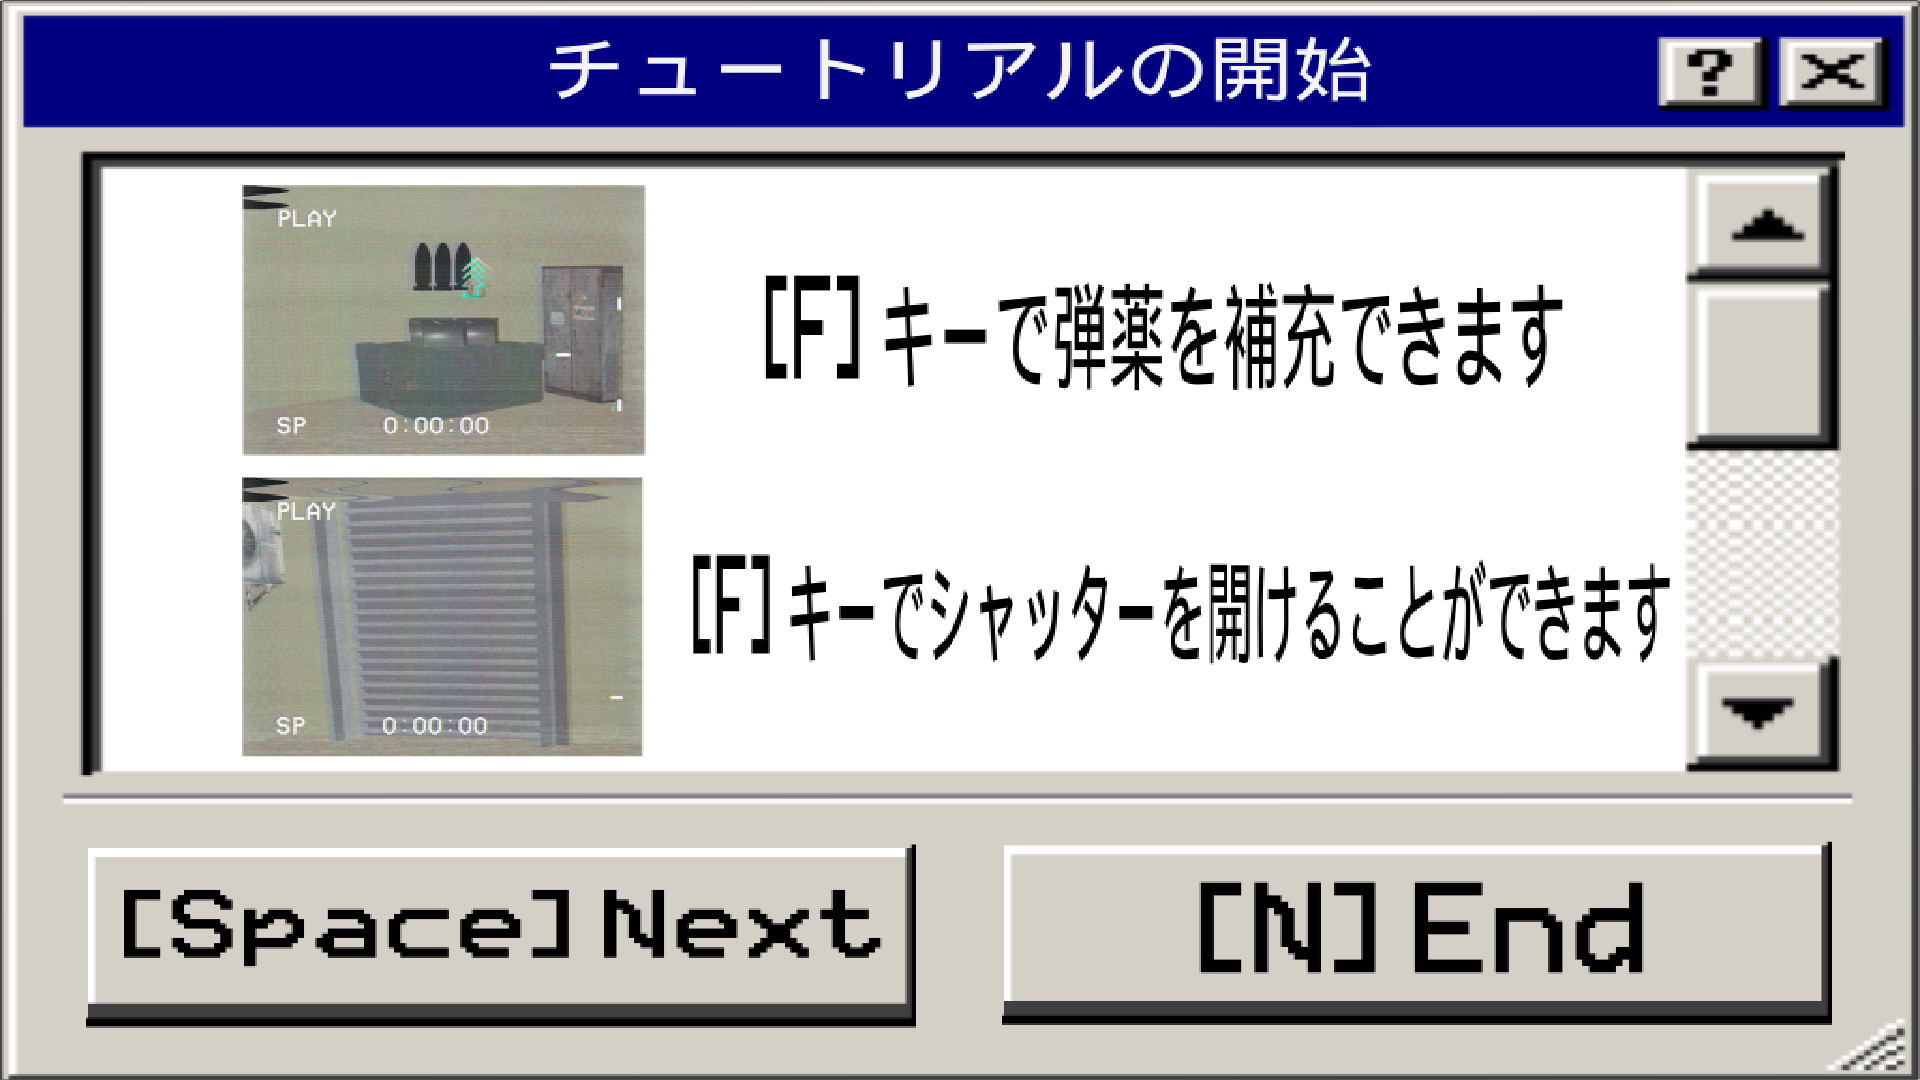 チュートリアルの開始
?
PLAY
SP 0:00:00
[F]キーで弾薬を補充できます
PLAY
SP 0:00:00
[F]キーでシャッターを開けることができます
[Space]Next
[N]End